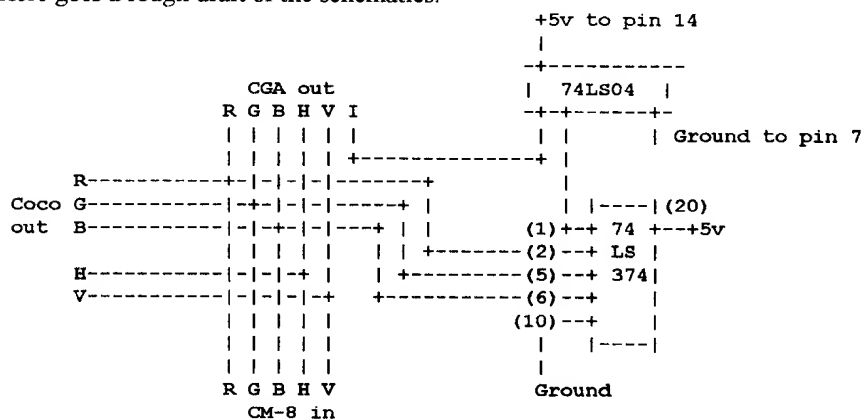 +5v to pin 14
CGA out
74LS04
R G B H V I
Ground to pin 7
R
Coco G
(20)
out B
(1)
74
+5v
(2)
LS
H
(5)
374
V
(6)
(10)
R G B H V
Ground
CM-8 in